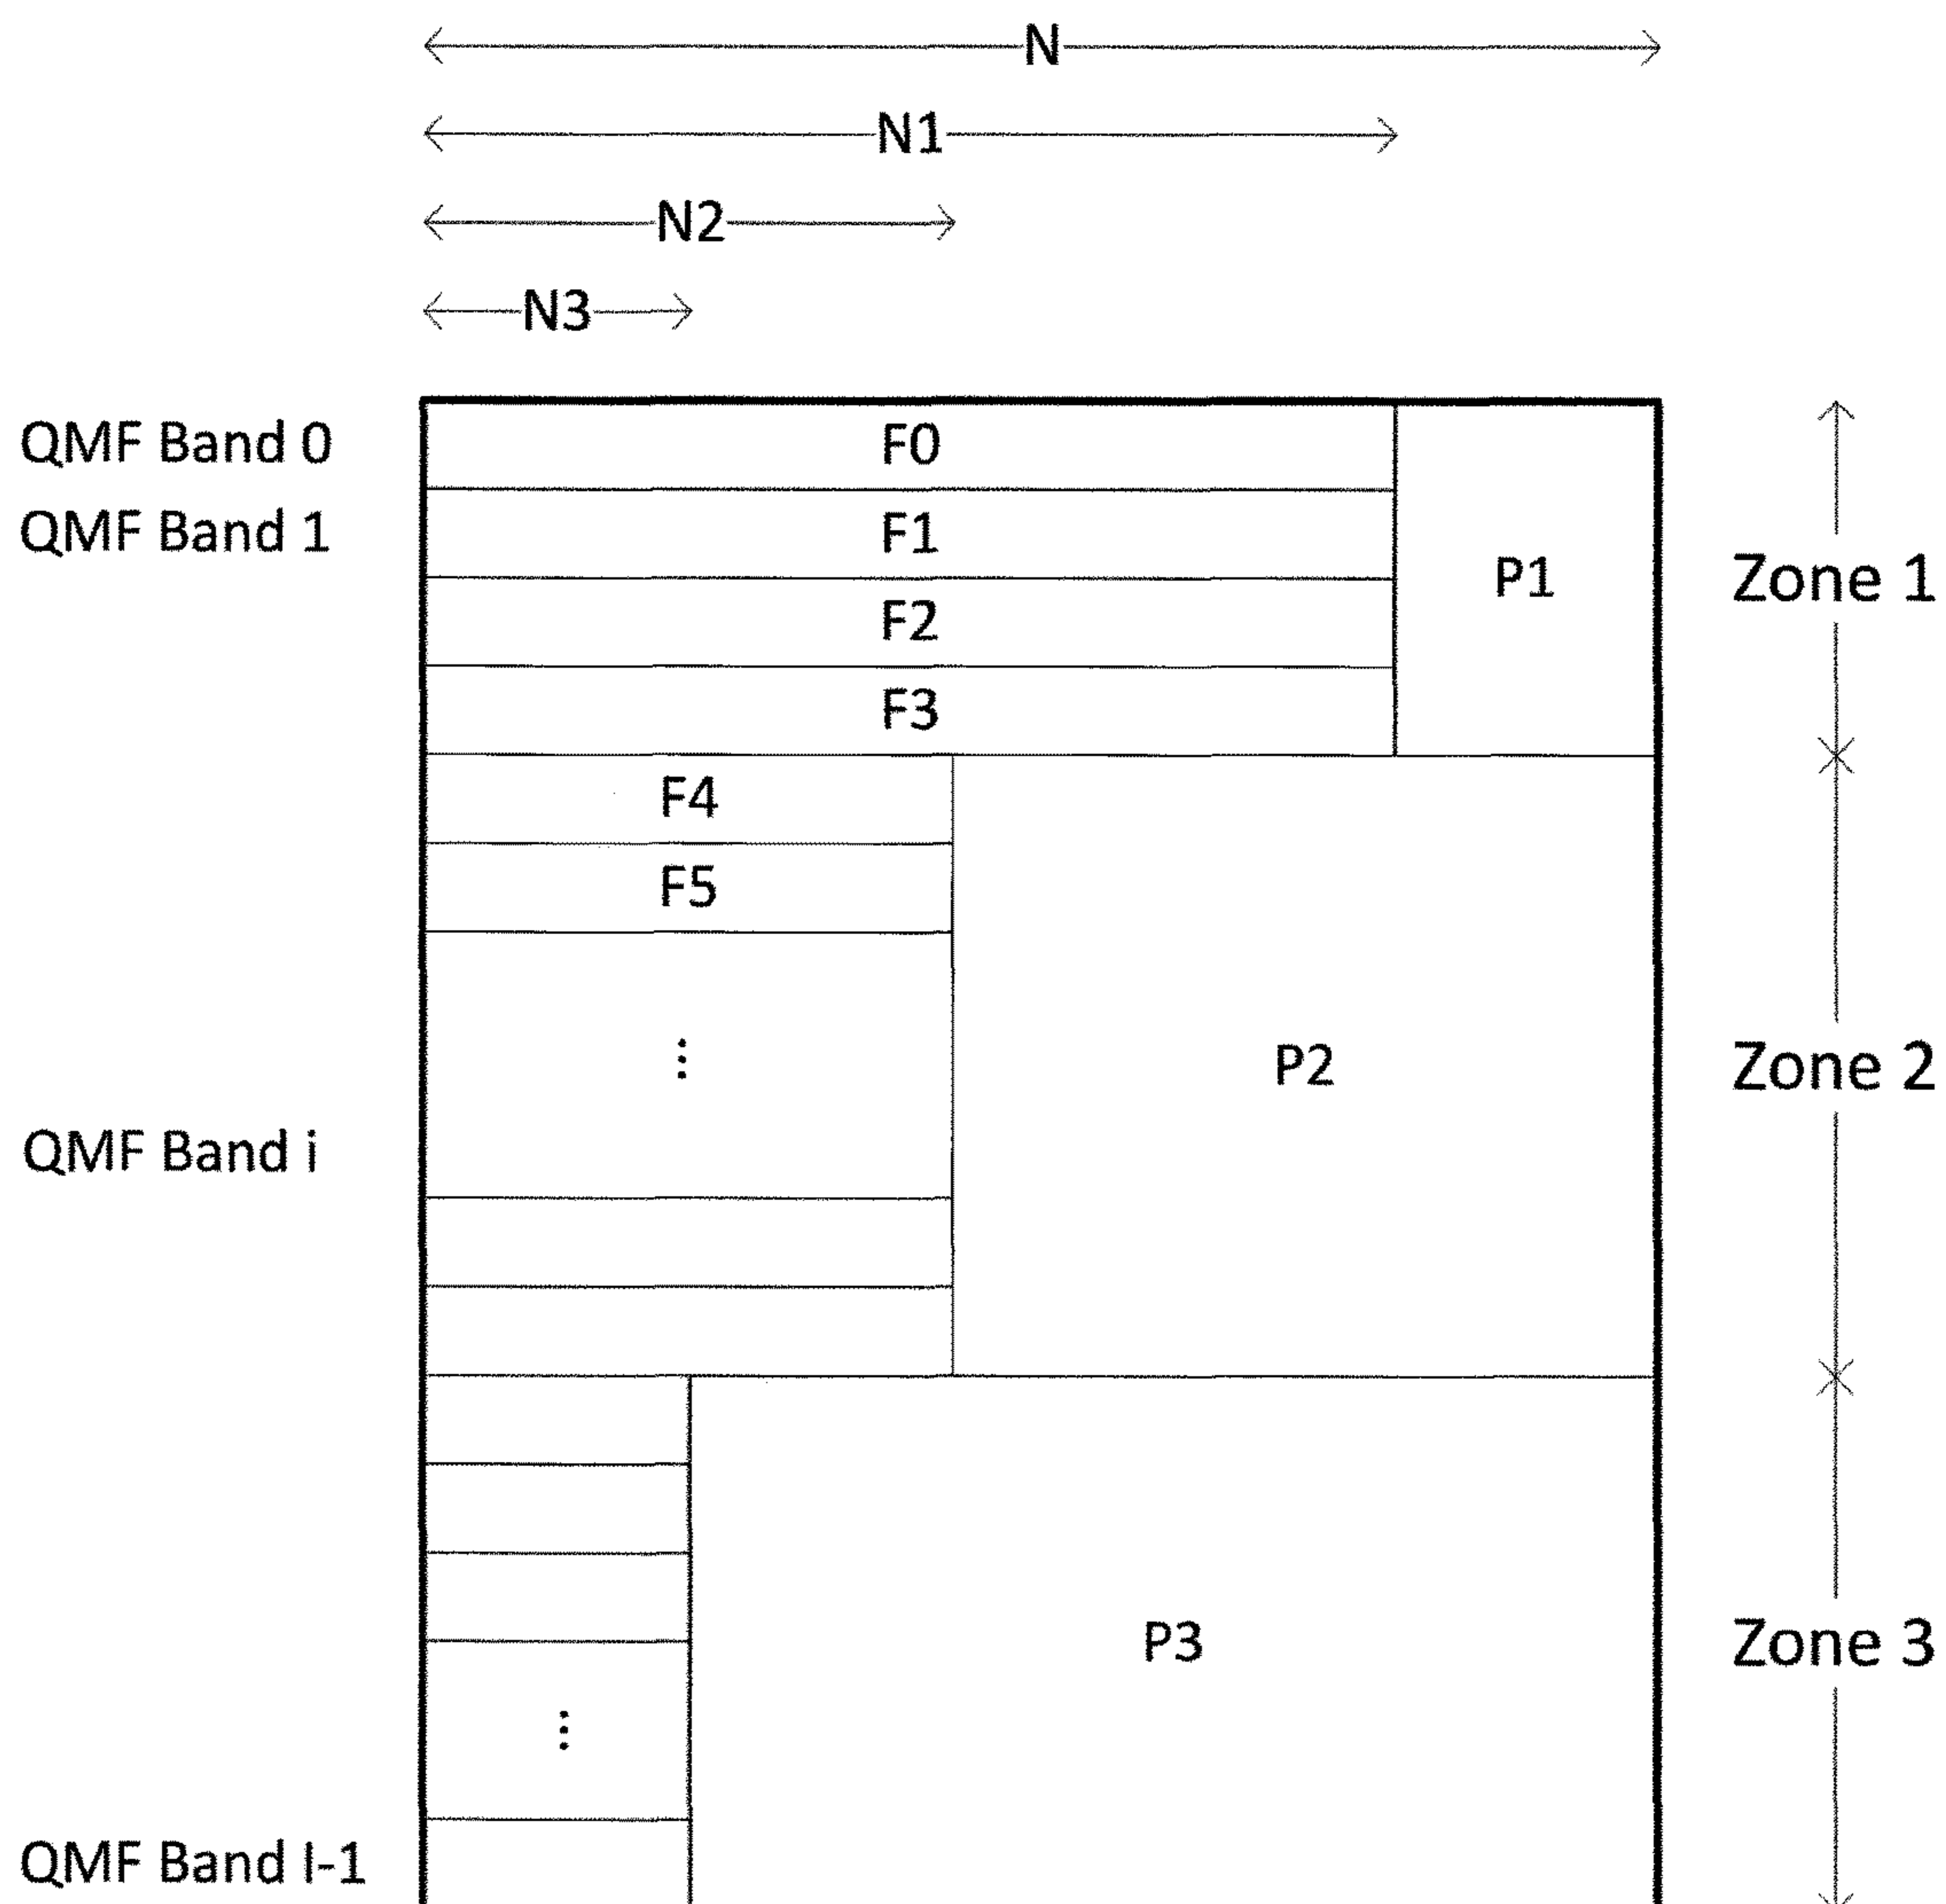 N
N1
N2
N3
QMF Band 0
F0
QMF Band 1
F1
P1
Zone 1
F2
F3
F4
F5
⋮
P2
Zone 2
QMF Band i
P3
Zone 3
⋮
QMF Band I-1